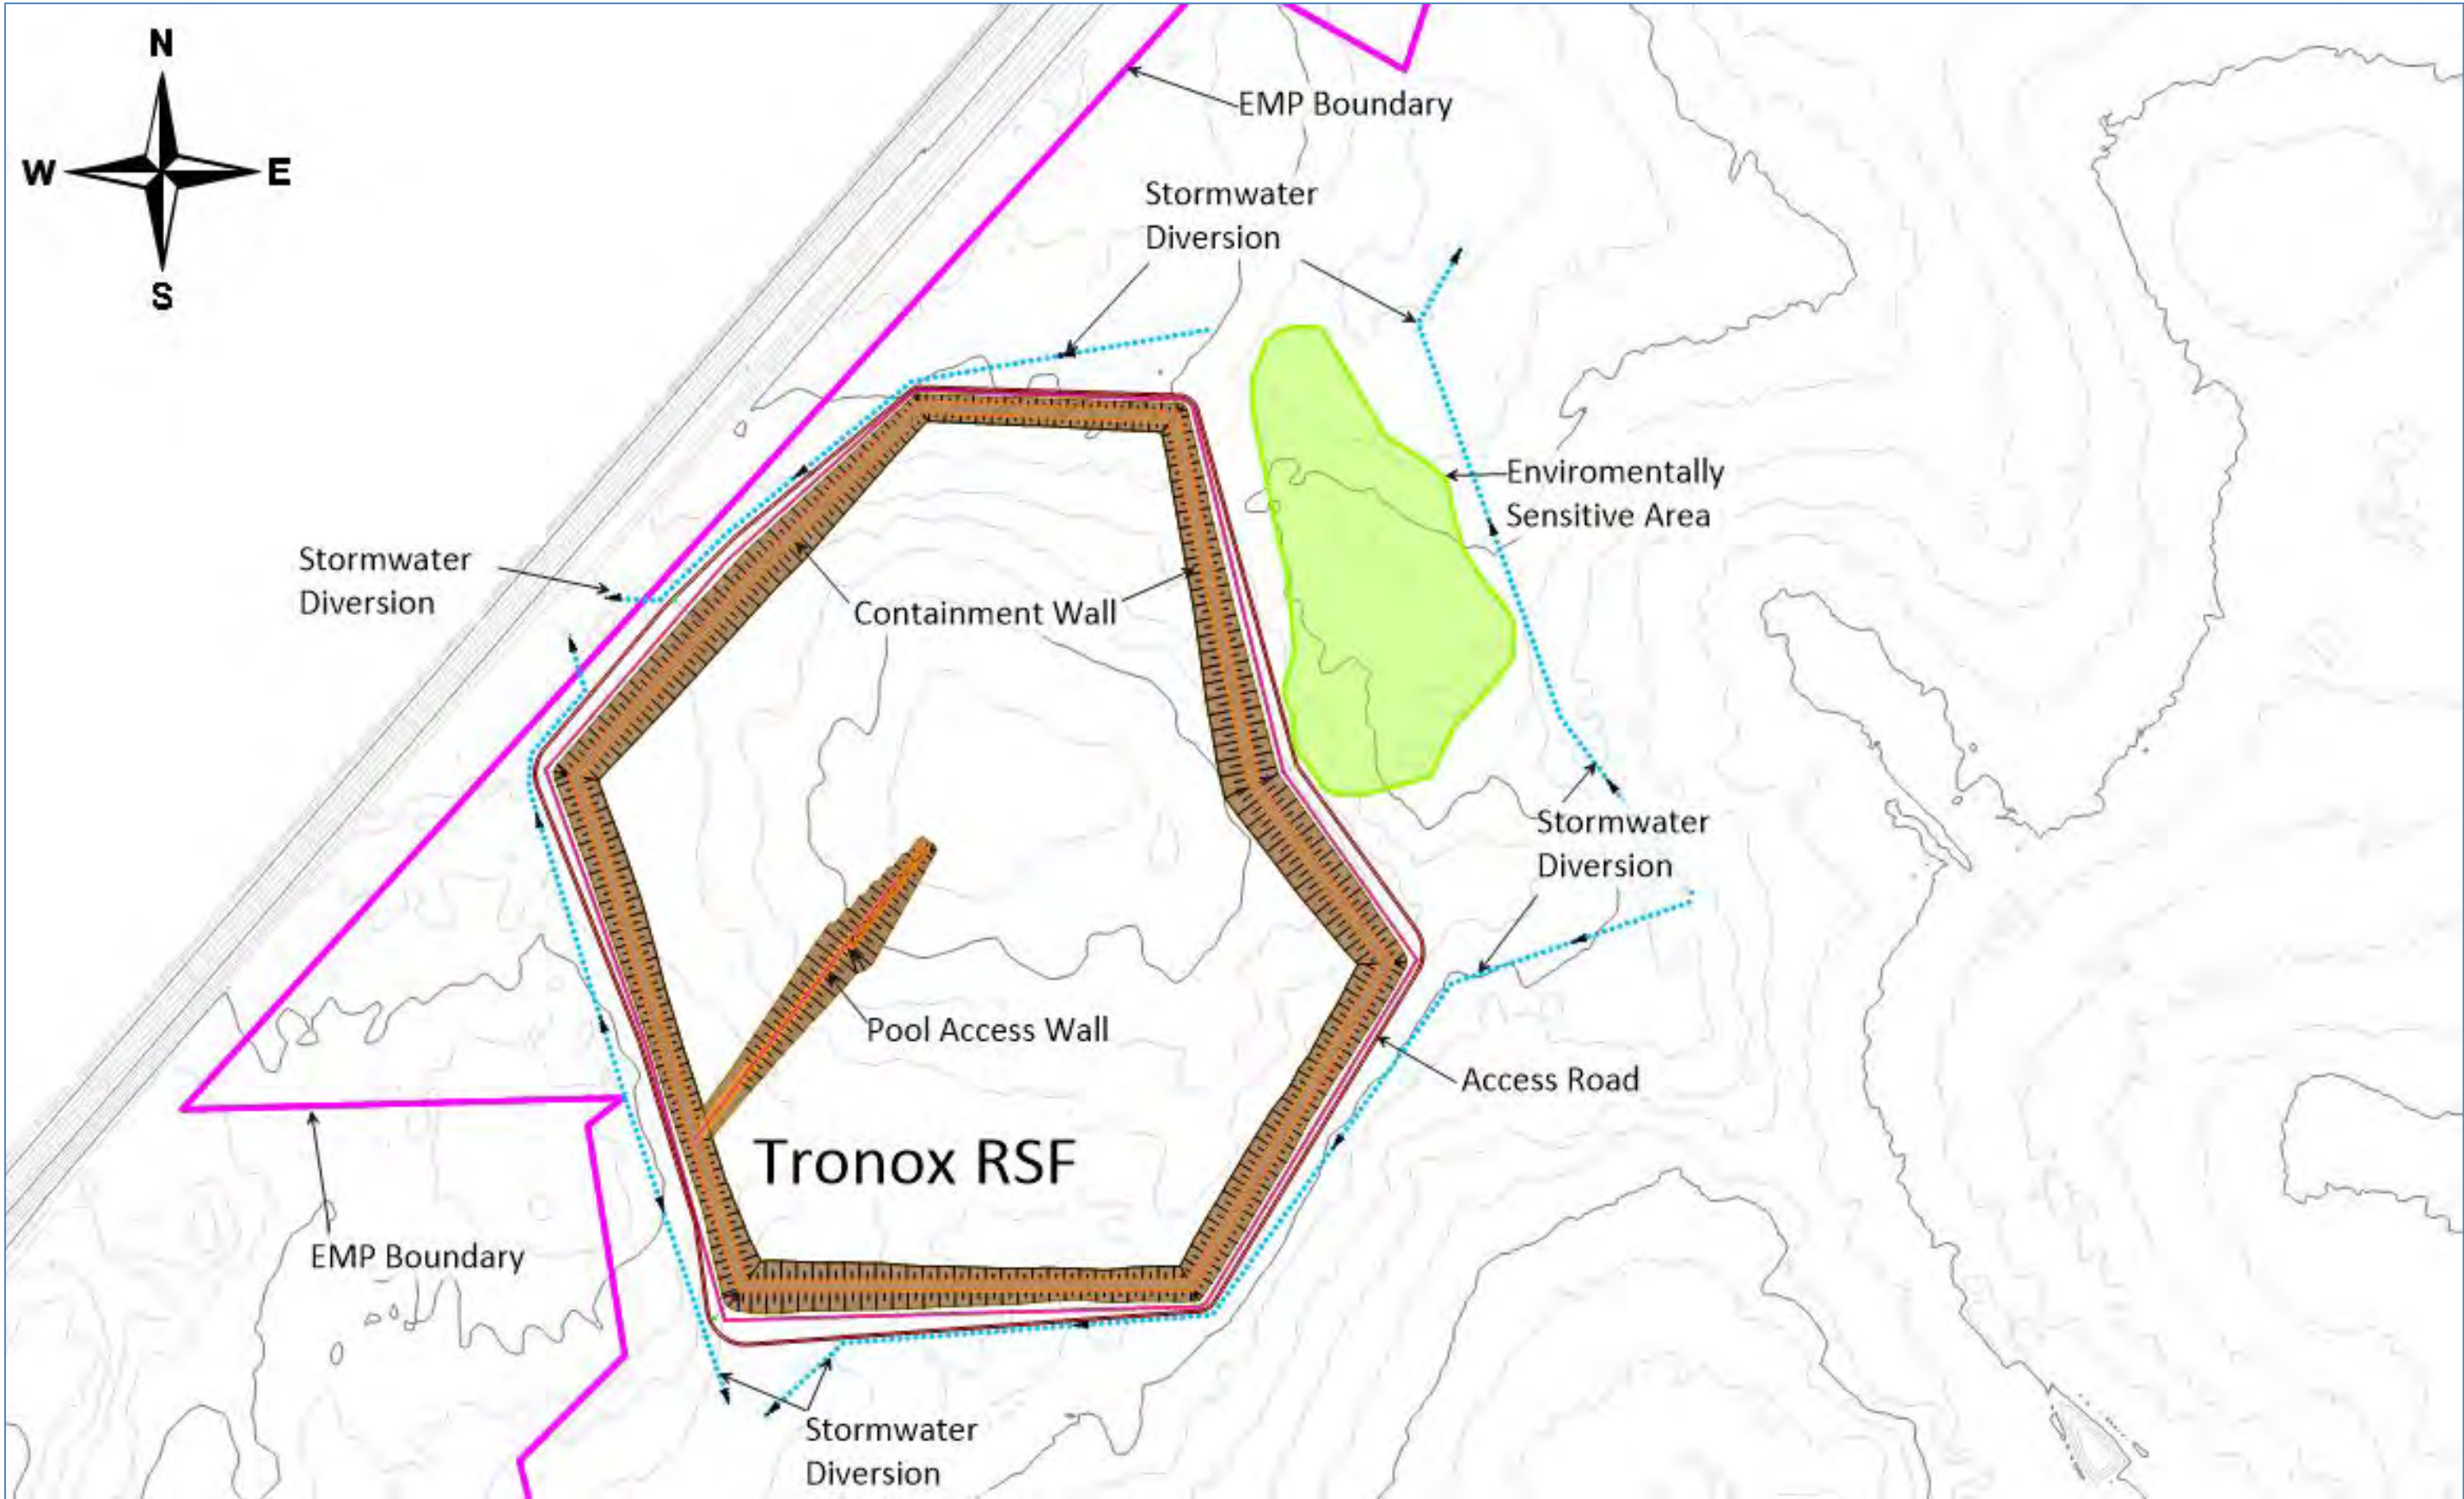 N
W
E
S
EMP Boundary
Stormwater
Diversion
Enviromentally
Sensitive Area
Stormwater
Diversion
Containment Wall
Stormwater
Diversion
Pool Access Wall
Access Road
Tronox RSF
EMP Boundary
Stormwater
Diversion